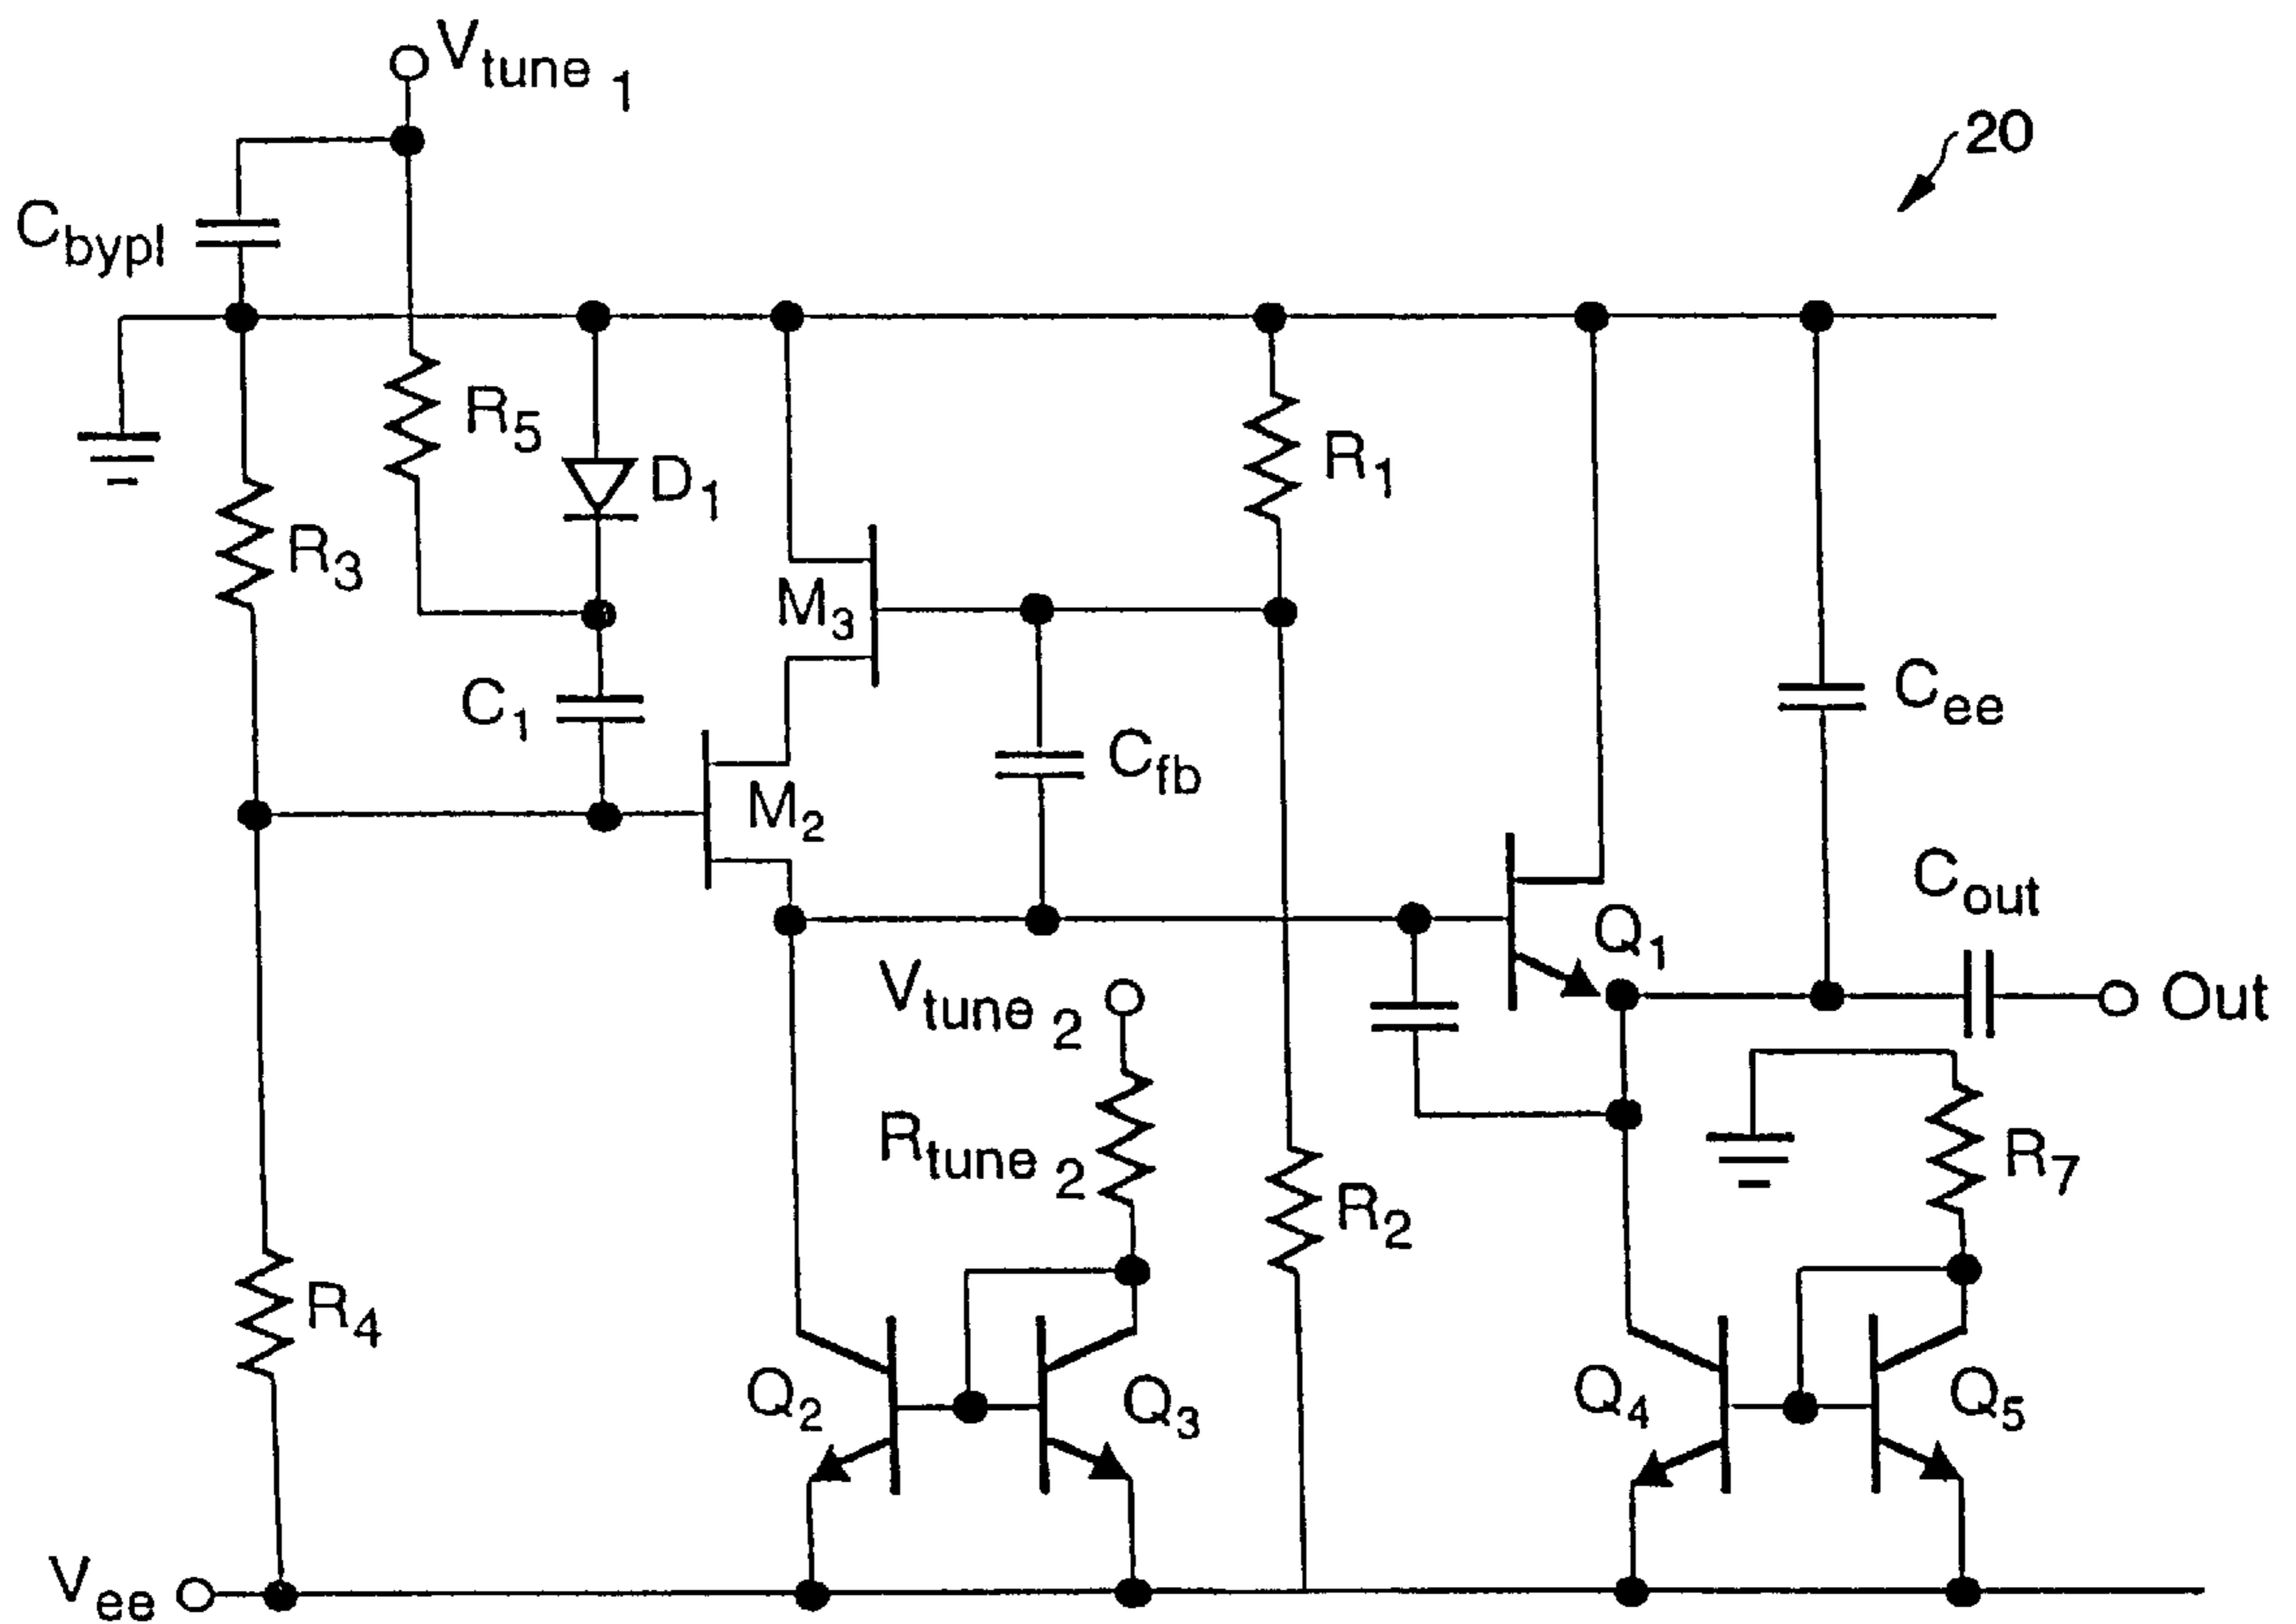 Vtune 1
20
Cbypl
R5
D1
R1
R3
M3
C1
Cee
Cfb
M2
Cout
Q1
Vtune 2
Out
Rtune 2
R7
R2
R4
Q2
Q3
Q4
Q5
Vee